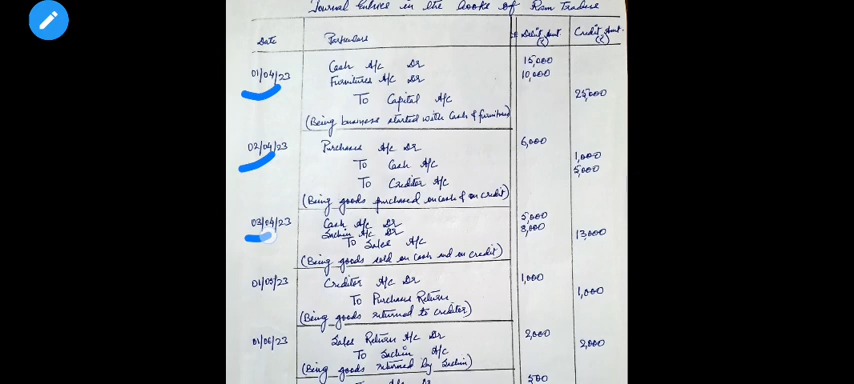 Journal Entries in the books of Ram Traders
Date Particulars Debit Amt (₹) Credit Amt (₹)
01/04/23 Cash A/c Dr 15,000
Furnitures A/c Dr 10,000
To Capital A/c 25,000
(Being business started with Cash & furniture)
02/04/23 Purchases A/c Dr 6,000
To Cash A/c 1,000
To Creditor A/c 5,000
(Being goods purchased on cash & on credit)
03/04/23 Cash A/c Dr 5,000
Sachin A/c Dr 8,000
To Sales A/c 13,000
(Being goods sold on cash and on credit)
01/05/23 Creditor A/c Dr 1,000
To Purchase Return 1,000
(Being goods returned to creditor)
01/06/23 Sales Return A/c Dr 2,000
To Sachin A/c 2,000
(Being goods returned by Sachin)
A/c Dr 500